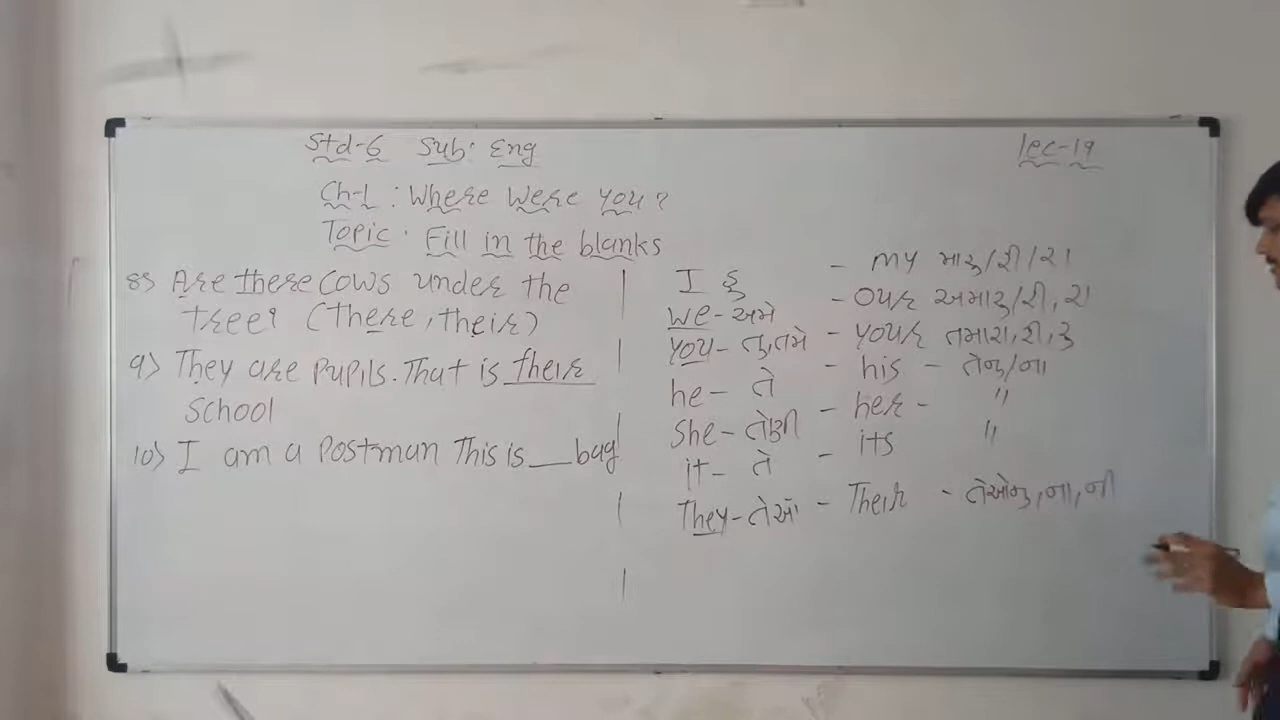 Std-6 Sub: Eng
lec-19
Ch-1 : Where were you?
Topic: Fill in the blanks
8) Are there cows under the
tree? (There, their)
9) They are pupils. That is their
school
10) I am a postman This is __ bag
I હું - my મારૂ/રી/રા
we - અમે - our અમારૂ/રી, રા
you - તુ, તમે - your તમારા, રી, રૂ
he - તે - his - તેનુ/ના
she - તેણી - her - "
it - તે - its "
They - તેઓ - Their - તેઓનુ, ના, ની